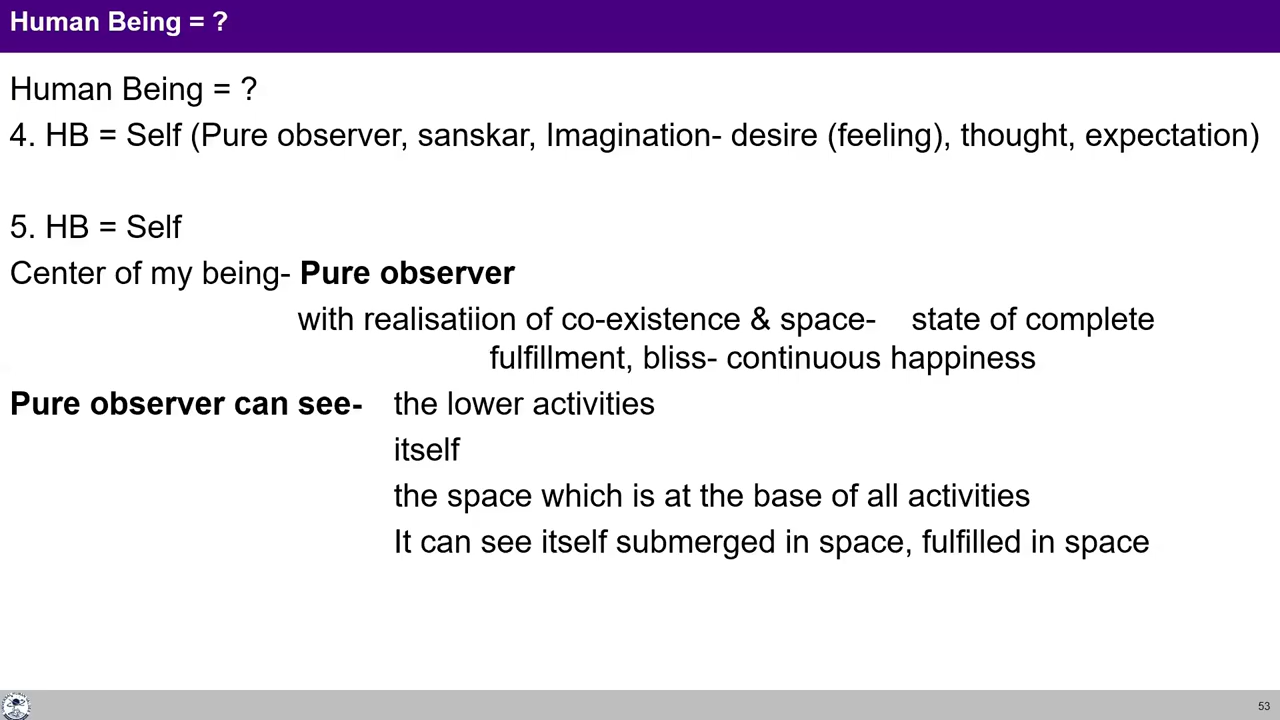 Human Being = ?
Human Being = ?
4. HB = Self (Pure observer, sanskar, Imagination- desire (feeling), thought, expectation)
5. HB = Self
Center of my being- Pure observer
with realisatiion of co-existence & space- state of complete
fulfillment, bliss- continuous happiness
Pure observer can see- the lower activities
itself
the space which is at the base of all activities
It can see itself submerged in space, fulfilled in space
53